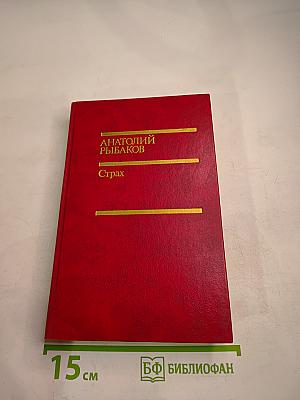 АНАТОЛИЙ
РЫБАКОВ
Страх
15 см
БФ БИБЛИОФАН